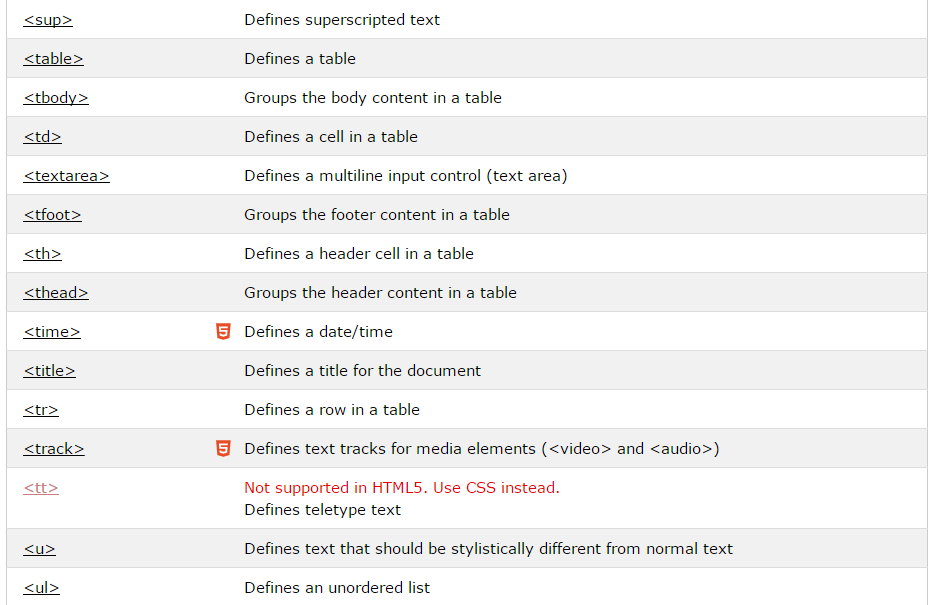 <sup> Defines superscripted text
<table> Defines a table
<tbody> Groups the body content in a table
<td> Defines a cell in a table
<textarea> Defines a multiline input control (text area)
<tfoot> Groups the footer content in a table
<th> Defines a header cell in a table
<thead> Groups the header content in a table
<time> 5 Defines a date/time
<title> Defines a title for the document
<tr> Defines a row in a table
<track> 5 Defines text tracks for media elements (<video> and <audio>)
<tt> Not supported in HTML5. Use CSS instead.
Defines teletype text
<u> Defines text that should be stylistically different from normal text
<ul> Defines an unordered list